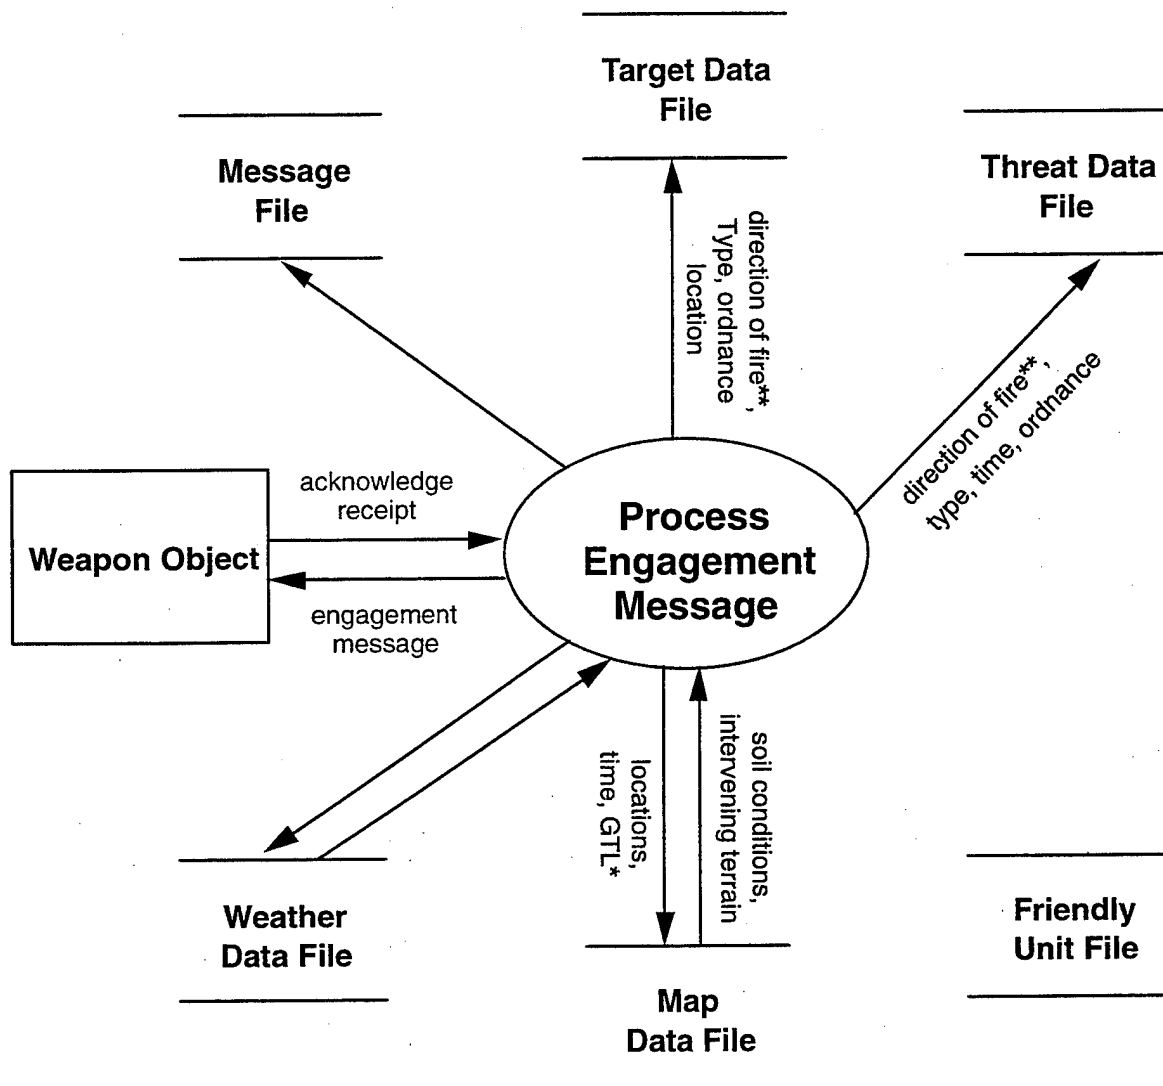 Target Data
File
Message
File
Threat Data
File
direction of fire**,
Type, ordnance
location
direction of fire**,
type, time, ordnance
acknowledge
receipt
Weapon Object
engagement
message
Process
Engagement
Message
locations,
time, GTL*
soil conditions,
intervening terrain
Weather
Data File
Map
Data File
Friendly
Unit File